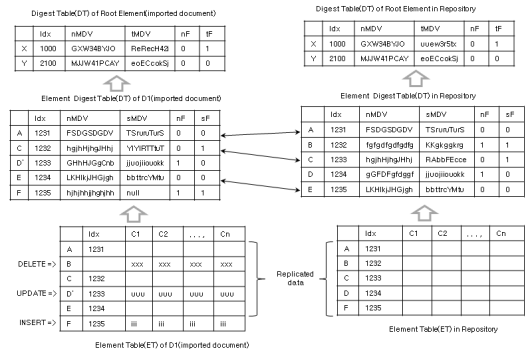 Digest Table(DT) of Root Element(imported document)
Idx nMDV tMDV nF tF
X 1000 GXW34BYJO ReRecH42i 0 1
Y 2100 MJJW41PCAY eoECcokSj 0 0
Digest Table(DT) of Root Element in Repository
Idx nMDV tMDV nF tF
X 1000 GXW34BYJO uuew3r5tx 0 1
Y 2100 MJJW41PCAY eoECcokSj 0 0
Element Digest Table(DT) of D1(imported document)
Idx nMDV sMDV nF sF
A 1231 FSDGSDGDV TSruruTurS 0 0
C 1232 hgjhHjhgJHhj YIYIRTTtuT 0 1
D' 1233 GHhHJGgCnb jjuojiiouokk 1 0
E 1234 LKHIkjJHGjgh bbttrcYMtu 0 0
F 1235 hjhjhhjihghjhh null 1 1
Element Digest Table(DT) in Repository
Idx nMDV sMDV nF sF
A 1231 FSDGSDGDV TSruruTurS 0 0
B 1232 fgfgdfgdfgdfg KKgkggkrg 1 1
C 1233 hgjhHjhgJHhj RAbbFEcce 0 1
D 1234 gGFDFgfdggf jjuojiiouokk 1 0
E 1235 LKHIkjJHGjgh bbttrcYMtu 0 0
Idx C1 C2 ...., Cn
A 1231
DELETE => B xxx xxx xxx xxx
C 1232
UPDATE => D' 1233 uuu uuu uuu uuu
E 1234
INSERT => F 1235 iii iii iii iii
Element Table(ET) of D1(imported document)
Replicated
data
Idx C1 C2 ...., Cn
A 1231
B 1232
C 1233
D 1234
F 1235
Element Table(ET) in Repository